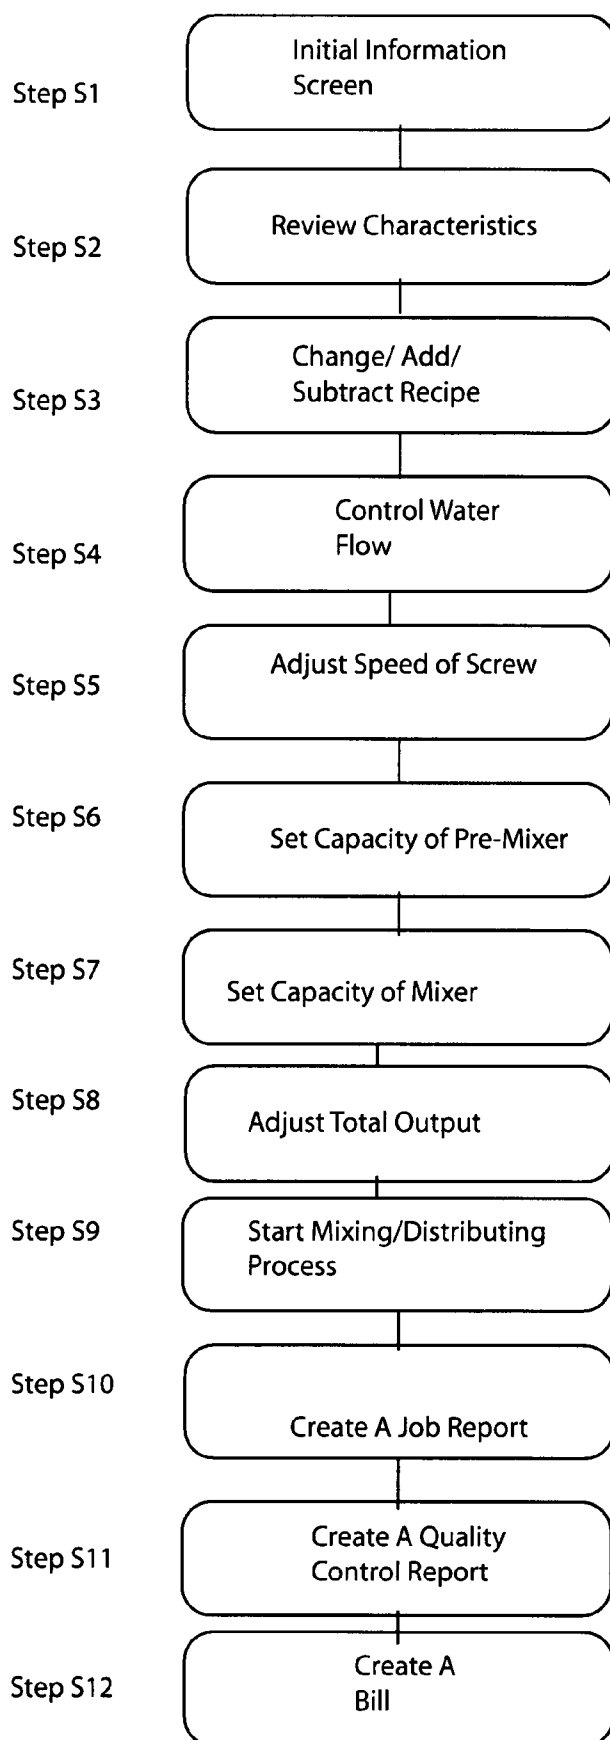 Step S1
Initial Information
Screen
Step S2
Review Characteristics
Step S3
Change/ Add/
Subtract Recipe
Step S4
Control Water
Flow
Step S5
Adjust Speed of Screw
Step S6
Set Capacity of Pre-Mixer
Step S7
Set Capacity of Mixer
Step S8
Adjust Total Output
Step S9
Start Mixing/Distributing
Process
Step S10
Create A Job Report
Step S11
Create A Quality
Control Report
Step S12
Create A
Bill